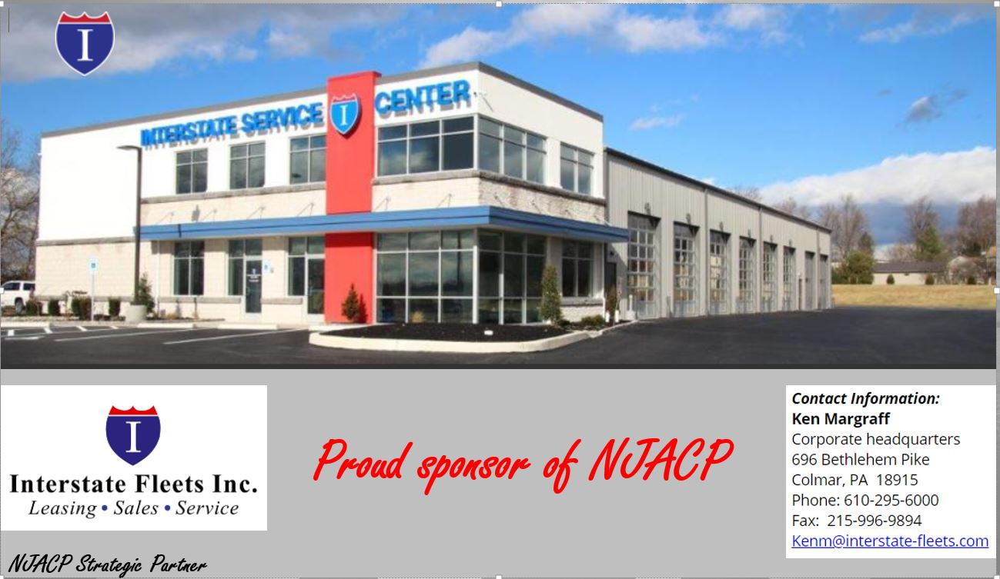 I
INTERSTATE SERVICE I CENTER
I
Interstate Fleets Inc.
Leasing • Sales • Service
NJACP Strategic Partner
Proud sponsor of NJACP
Contact Information:
Ken Margraff
Corporate headquarters
696 Bethlehem Pike
Colmar, PA 18915
Phone: 610-295-6000
Fax: 215-996-9894
Kenm@interstate-fleets.com